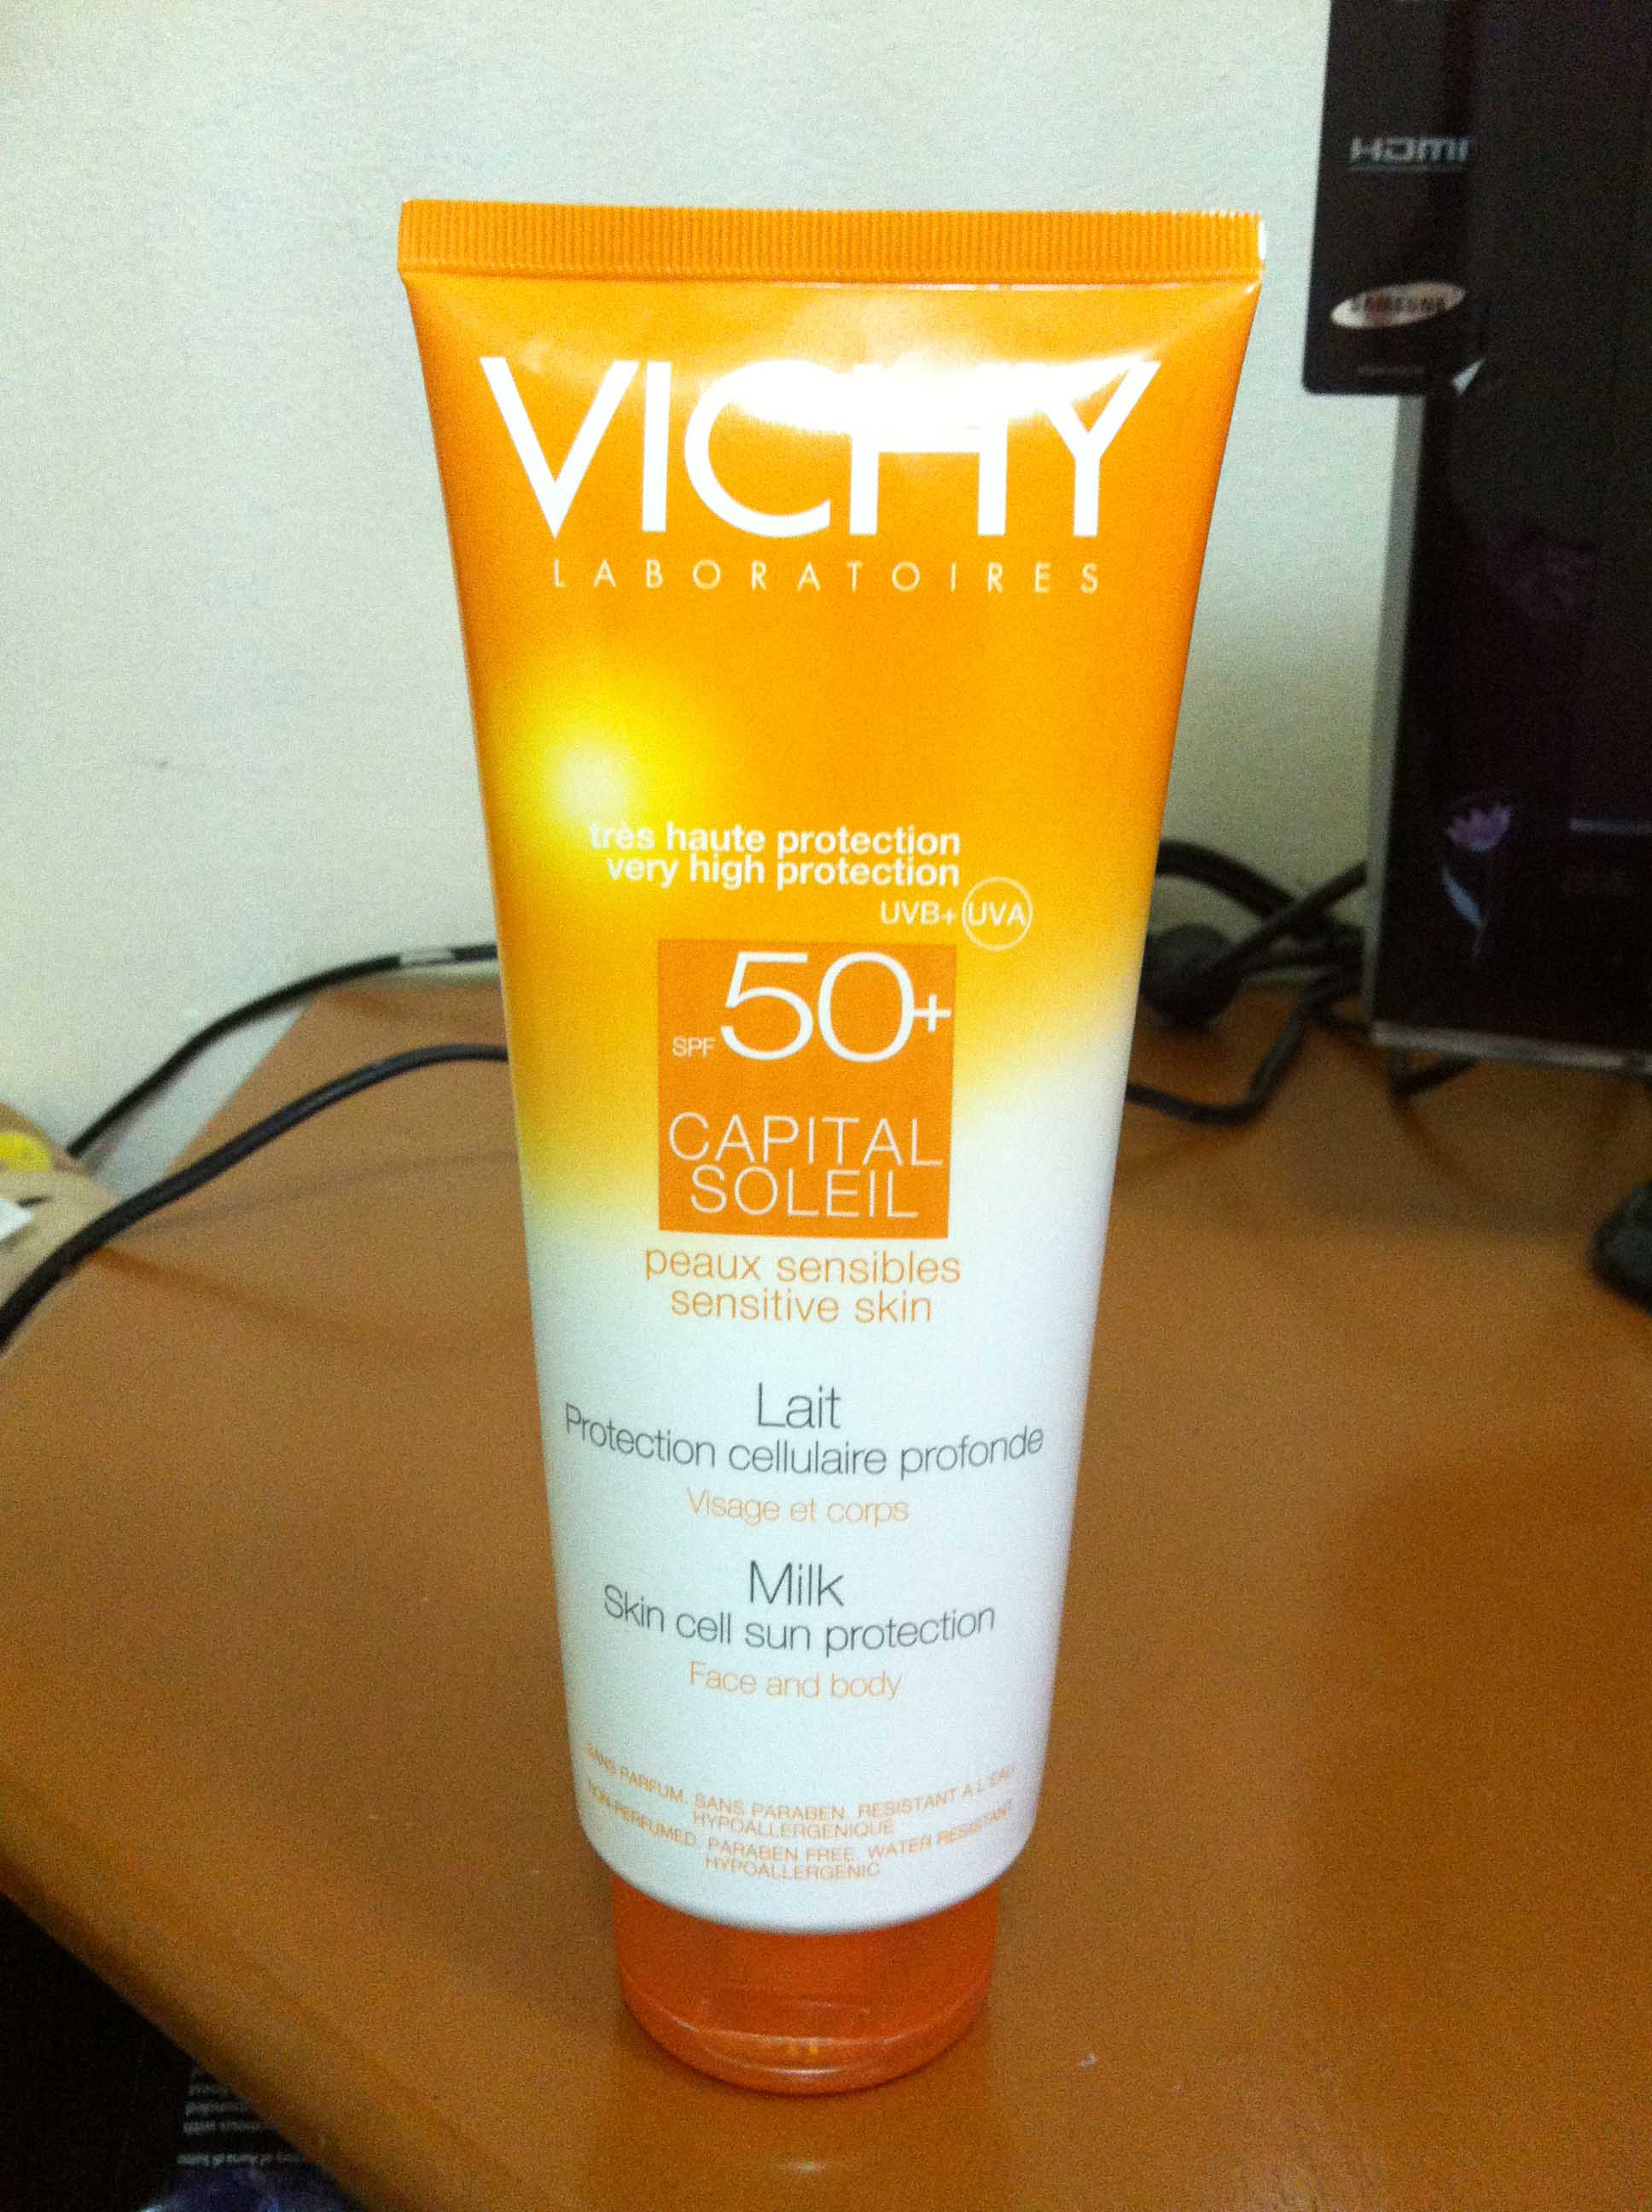 HDMI
SAMSUNG
VICHY
LABORATOIRES
très haute protection
very high protection
UVB+ UVA
SPF 50+
CAPITAL
SOLEIL
peaux sensibles
sensitive skin
Lait
Protection cellulaire profonde
Visage et corps
Milk
Skin cell sun protection
Face and body
SANS PARFUM. SANS PARABEN. RESISTANT A L'EAU
HYPOALLERGENIQUE
NON PERFUMED. PARABEN FREE. WATER RESISTANT
HYPOALLERGENIC